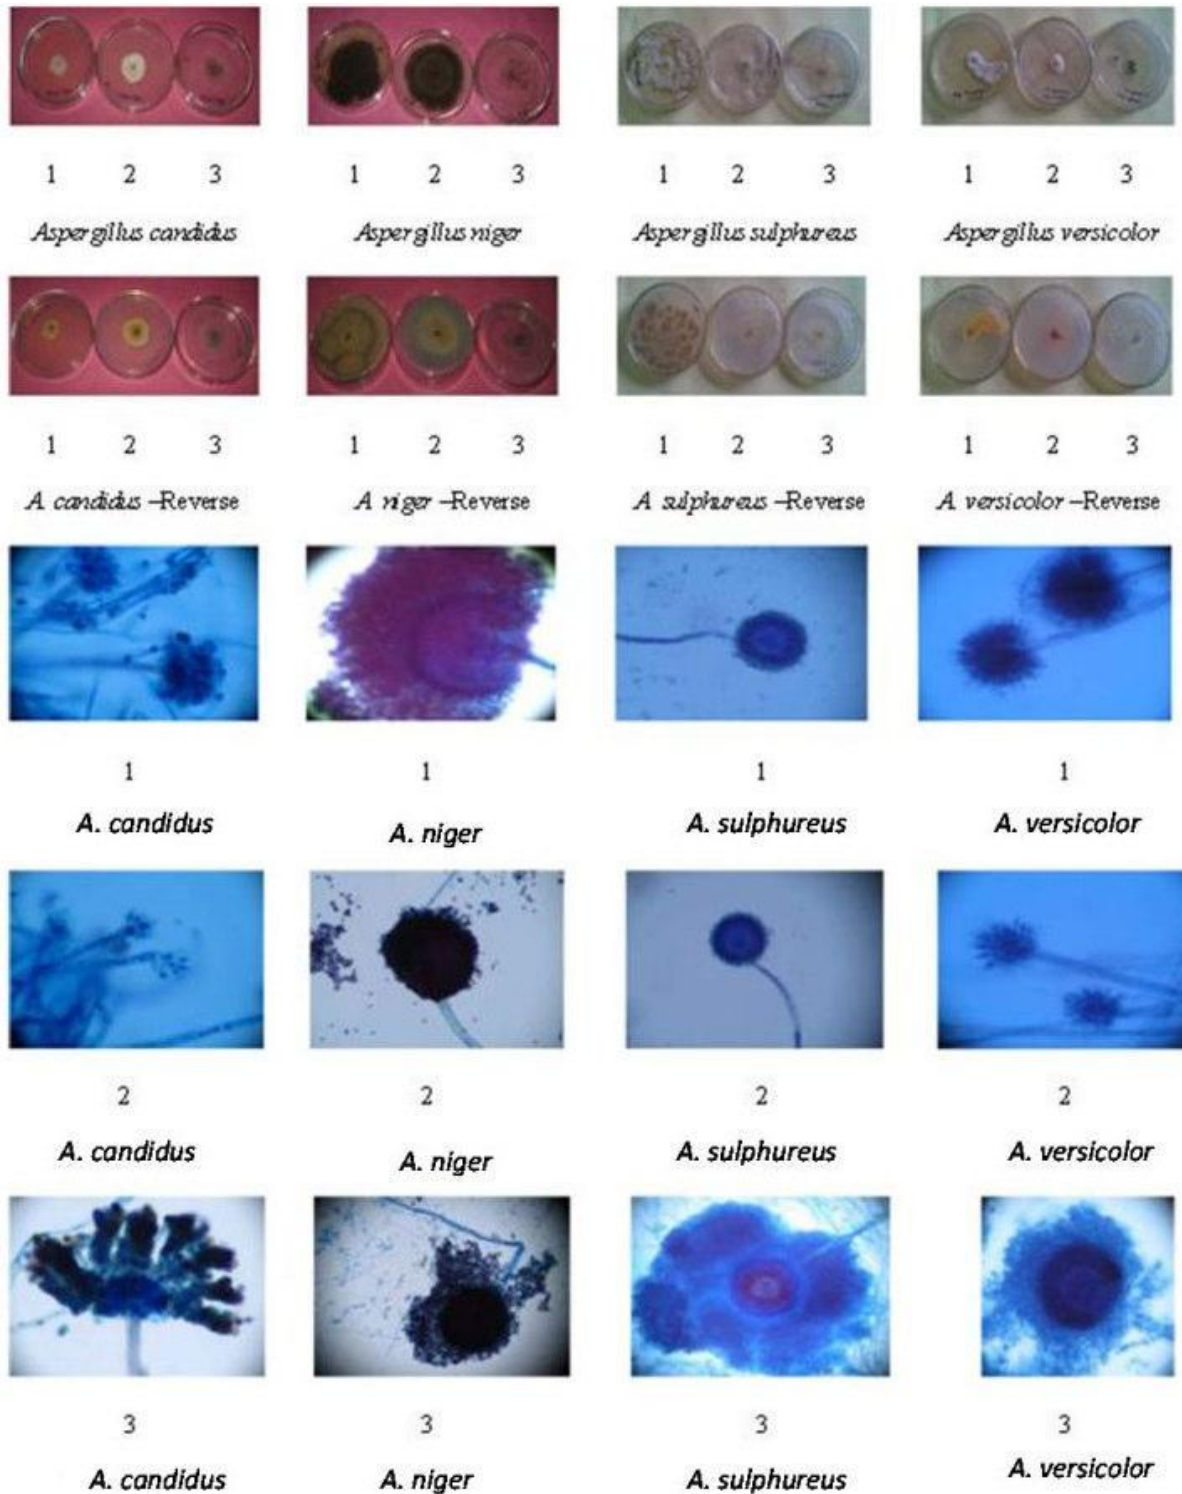 1 2 3 1 2 3 1 2 3 1 2 3
Aspergillus candidus Aspergillus niger Aspergillus sulphureus Aspergillus versicolor
1 2 3 1 2 3 1 2 3 1 2 3
A. candidus –Reverse A. niger –Reverse A. sulphureus –Reverse A. versicolor –Reverse
1 1 1 1
A. candidus A. niger A. sulphureus A. versicolor
2 2 2 2
A. candidus A. niger A. sulphureus A. versicolor
3 3 3 3
A. candidus A. niger A. sulphureus A. versicolor